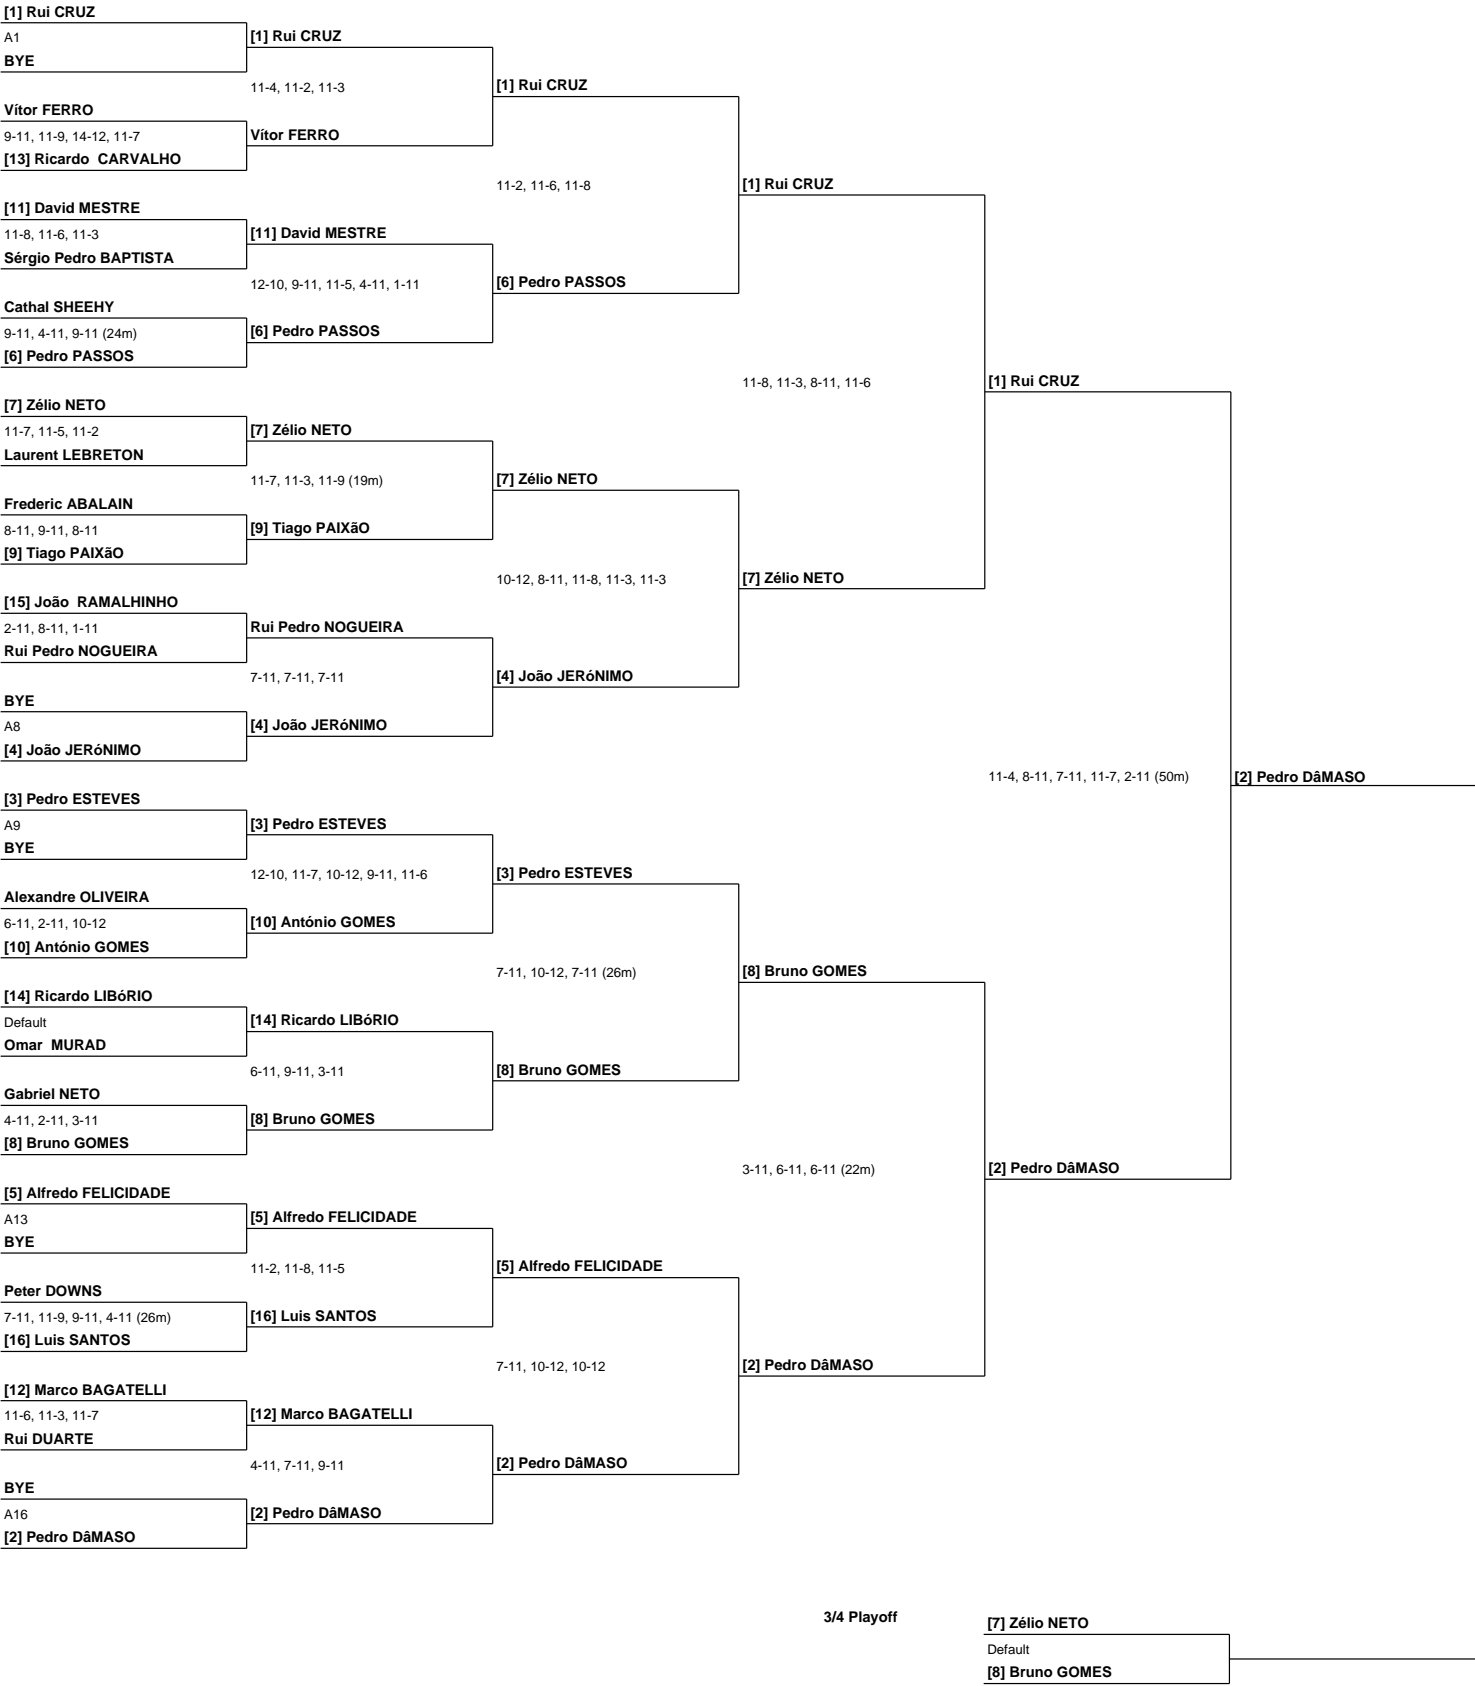 [1] Rui CRUZ
A1
BYE
Vítor FERRO
9-11, 11-9, 14-12, 11-7
[13] Ricardo  CARVALHO
[11] David MESTRE
11-8, 11-6, 11-3
Sérgio Pedro BAPTISTA
Cathal SHEEHY
9-11, 4-11, 9-11 (24m)
[6] Pedro PASSOS
[7] Zélio NETO
11-7, 11-5, 11-2
Laurent LEBRETON
Frederic ABALAIN
8-11, 9-11, 8-11
[9] Tiago PAIXãO
[15] João  RAMALHINHO
2-11, 8-11, 1-11
Rui Pedro NOGUEIRA
BYE
A8
[4] João JERóNIMO
[3] Pedro ESTEVES
A9
BYE
Alexandre OLIVEIRA
6-11, 2-11, 10-12
[10] António GOMES
[14] Ricardo LIBóRIO
Default
Omar  MURAD
Gabriel NETO
4-11, 2-11, 3-11
[8] Bruno GOMES
[5] Alfredo FELICIDADE
A13
BYE
Peter DOWNS
7-11, 11-9, 9-11, 4-11 (26m)
[16] Luis SANTOS
[12] Marco BAGATELLI
11-6, 11-3, 11-7
Rui DUARTE
BYE
A16
[2] Pedro DâMASO
[1] Rui CRUZ
11-4, 11-2, 11-3
Vítor FERRO
[11] David MESTRE
12-10, 9-11, 11-5, 4-11, 1-11
[6] Pedro PASSOS
[7] Zélio NETO
11-7, 11-3, 11-9 (19m)
[9] Tiago PAIXãO
Rui Pedro NOGUEIRA
7-11, 7-11, 7-11
[4] João JERóNIMO
[3] Pedro ESTEVES
12-10, 11-7, 10-12, 9-11, 11-6
[10] António GOMES
[14] Ricardo LIBóRIO
6-11, 9-11, 3-11
[8] Bruno GOMES
[5] Alfredo FELICIDADE
11-2, 11-8, 11-5
[16] Luis SANTOS
[12] Marco BAGATELLI
4-11, 7-11, 9-11
[2] Pedro DâMASO
[1] Rui CRUZ
11-2, 11-6, 11-8
[6] Pedro PASSOS
[7] Zélio NETO
10-12, 8-11, 11-8, 11-3, 11-3
[4] João JERóNIMO
[3] Pedro ESTEVES
7-11, 10-12, 7-11 (26m)
[8] Bruno GOMES
[5] Alfredo FELICIDADE
7-11, 10-12, 10-12
[2] Pedro DâMASO
[1] Rui CRUZ
11-8, 11-3, 8-11, 11-6
[7] Zélio NETO
[8] Bruno GOMES
3-11, 6-11, 6-11 (22m)
[2] Pedro DâMASO
[1] Rui CRUZ
11-4, 8-11, 7-11, 11-7, 2-11 (50m)
[2] Pedro DâMASO
[2] Pedro DâMASO
3/4 Playoff
[7] Zélio NETO
Default
[8] Bruno GOMES